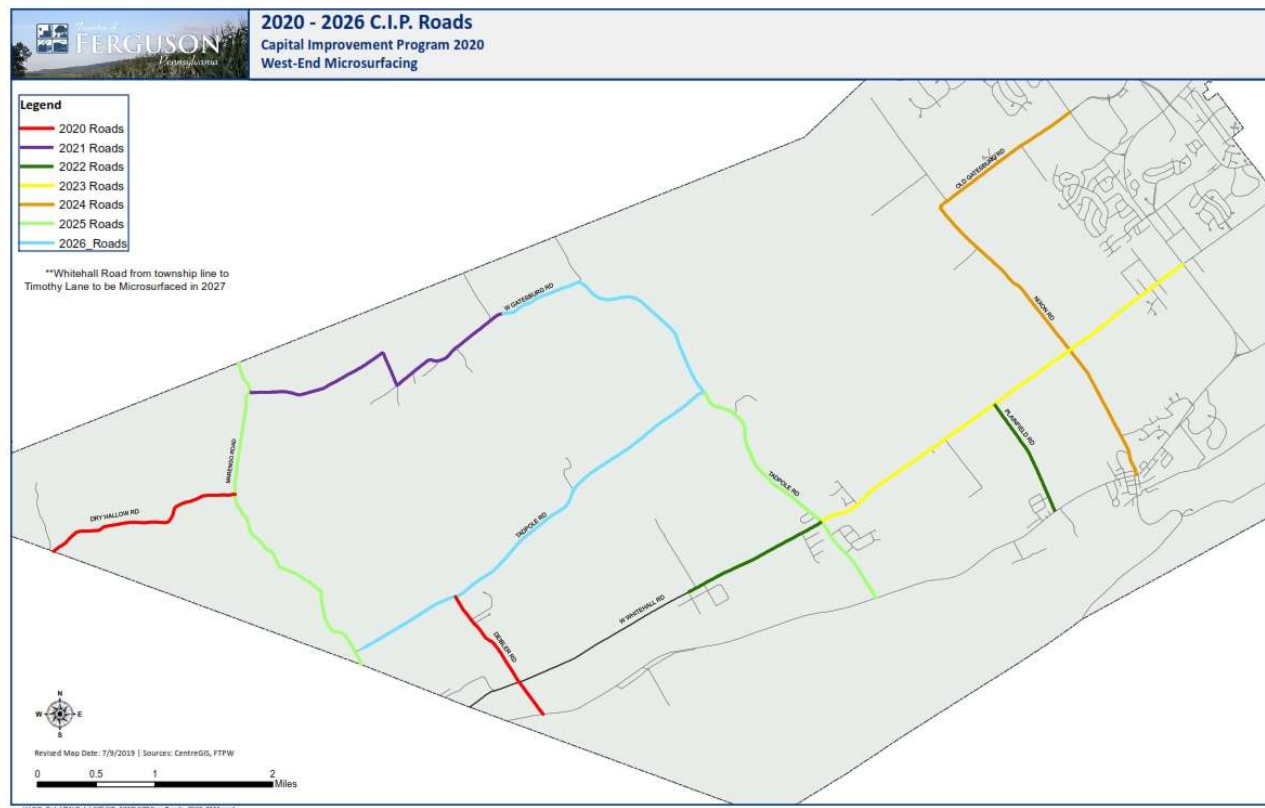 Township of
FERGUSON
Pennsylvania
2020 - 2026 C.I.P. Roads
Capital Improvement Program 2020
West-End Microsurfacing
Legend
2020 Roads
2021 Roads
2022 Roads
2023 Roads
2024 Roads
2025 Roads
2026_Roads
**Whitehall Road from township line to
Timothy Lane to be Microsurfaced in 2027
OLD GATESBURG RD
W GATESBURG RD
NIXON RD
PLAINFIELD RD
MARENGO ROAD
TADPOLE RD
DRY HALLOW RD
TADPOLE RD
W WHITEHALL RD
DEIBLER RD
N
W
E
S
Revised Map Date: 7/9/2019 | Sources: CentreGIS, FTPW
0 0.5 1 2
Miles